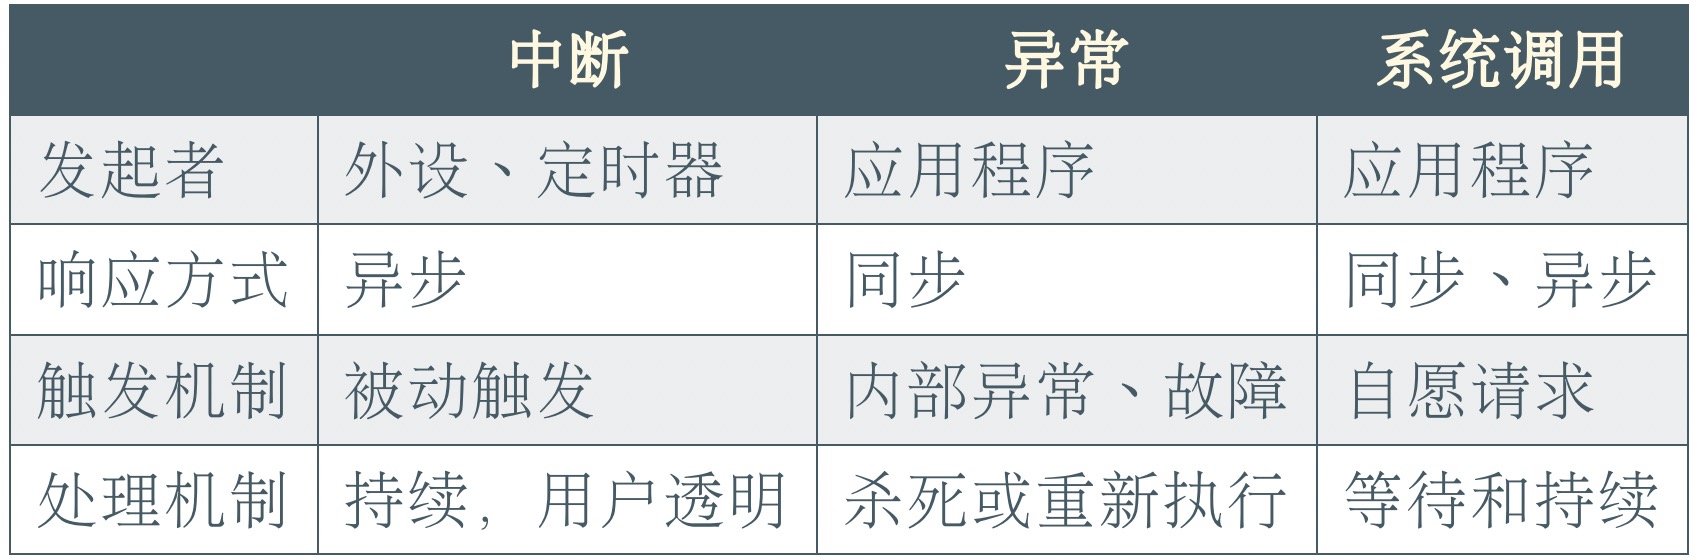 中断 异常 系统调用
发起者 外设、定时器 应用程序 应用程序
响应方式 异步 同步 同步、异步
触发机制 被动触发 内部异常、故障 自愿请求
处理机制 持续, 用户透明 杀死或重新执行 等待和持续